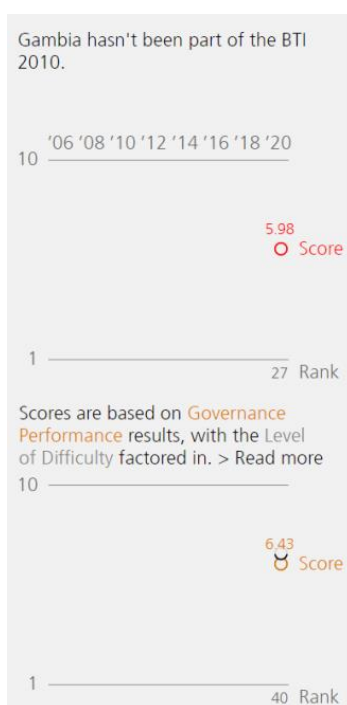 Gambia hasn't been part of the BTI
2010.
'06 '08 '10 '12 '14 '16 '18 '20
10
5.98
Score
1
27 Rank
Scores are based on Governance
Performance results, with the Level
of Difficulty factored in. > Read more
10
6.43
Score
1
40 Rank